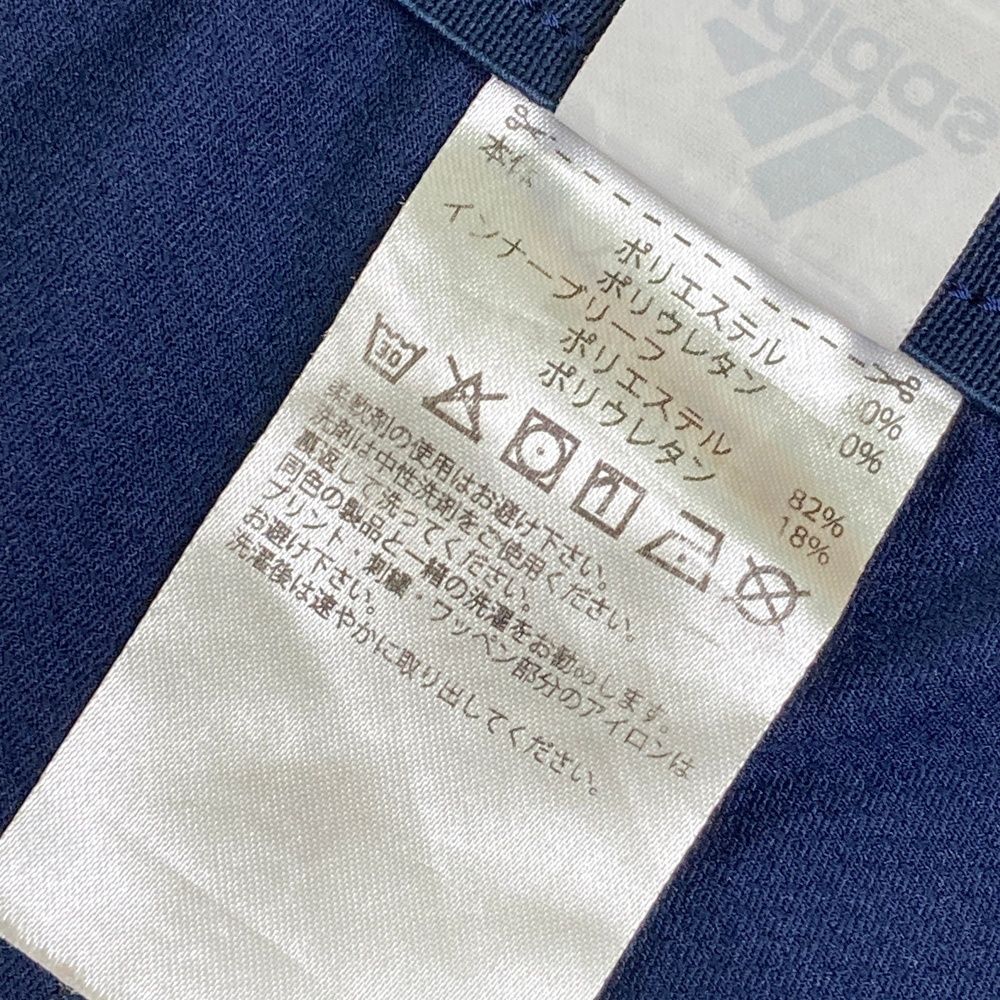 adidas
本体
ポリエステル 0%
ポリウレタン 0%
インナーブリーフ
ポリエステル 82%
ポリウレタン 18%
30
柔軟剤の使用はお避け下さい。
洗剤は中性洗剤をご使用ください。
裏返して洗ってください。
同色の製品と一緒の洗濯をお勧めします。
プリント・刺繍・ワッペン部分のアイロンは
お避け下さい。
洗濯後は速やかに取り出してください。